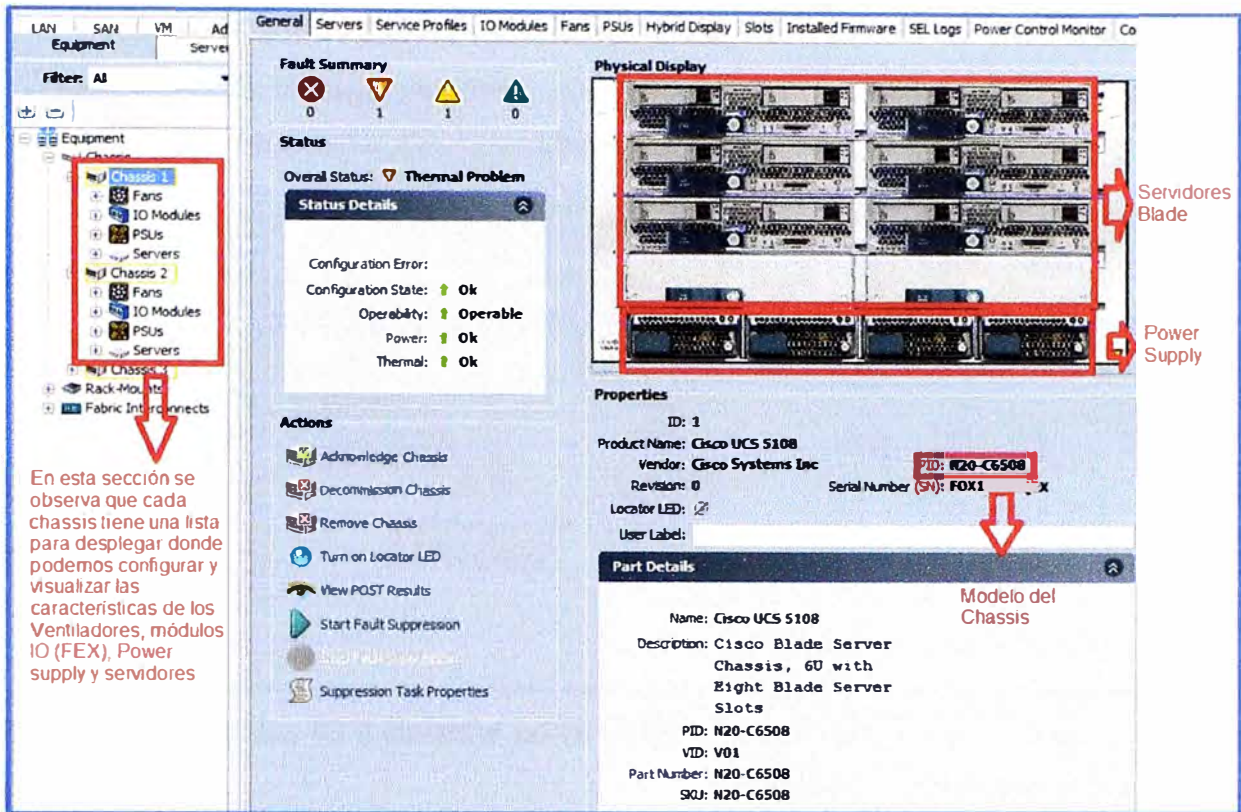 LAN SAN VM Ad
Equipment Server
Filter: All
Equipment
Chassis
Chassis 1
Fans
IO Modules
PSUs
Servers
Chassis 2
Fans
IO Modules
PSUs
Servers
Chassis 3
Rack-Mounts
Fabric Interconnects
En esta sección se
observa que cada
chassis tiene una lista
para desplegar donde
podemos configurar y
visualizar las
características de los
Ventiladores, módulos
IO (FEX), Power
supply y servidores
General Servers Service Profiles IO Modules Fans PSUs Hybrid Display Slots Installed Firmware SEL Logs Power Control Monitor Co
Fault Summary
0 1 1 0
Status
Overall Status: Thermal Problem
Status Details
Configuration Error:
Configuration State: Ok
Operability: Operable
Power: Ok
Thermal: Ok
Actions
Acknowledge Chassis
Decommission Chassis
Remove Chassis
Turn on Locator LED
View POST Results
Start Fault Suppression
Suppression Task Properties
Physical Display
Servidores
Blade
Power
Supply
Properties
ID: 1
Product Name: Cisco UCS 5108
Vendor: Cisco Systems Inc PID: N20-C6508
Revision: 0 Serial Number (SN): FOX1 X
Locator LED:
User Label:
Part Details
Modelo del
Chassis
Name: Cisco UCS 5108
Description: Cisco Blade Server
Chassis, 6U with
Eight Blade Server
Slots
PID: N20-C6508
VID: V01
Part Number: N20-C6508
SKU: N20-C6508